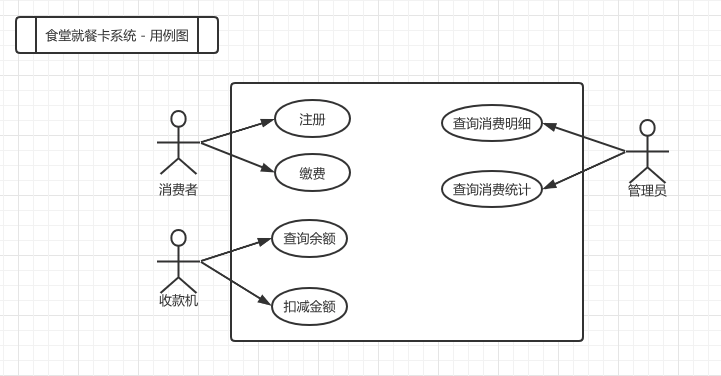 食堂就餐卡系统 - 用例图
注册
缴费
消费者
查询消费明细
查询消费统计
管理员
查询余额
扣减金额
收款机